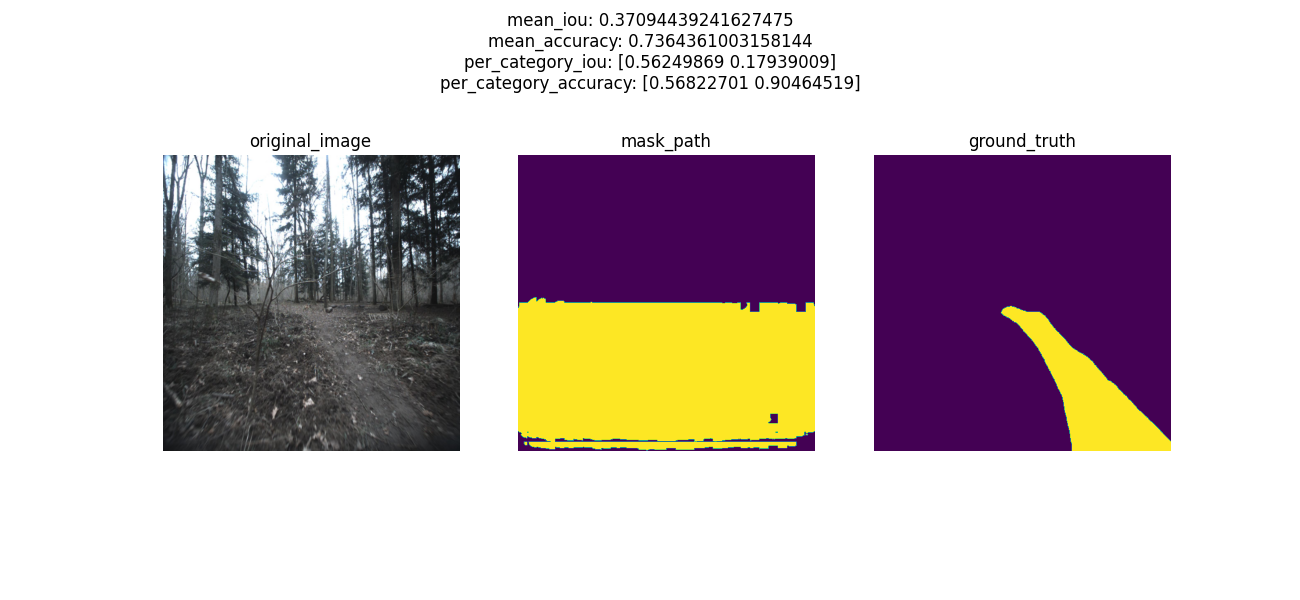 mean_iou: 0.37094439241627475
mean_accuracy: 0.7364361003158144
per_category_iou: [0.56249869 0.17939009]
per_category_accuracy: [0.56822701 0.90464519]
original_image
mask_path
ground_truth